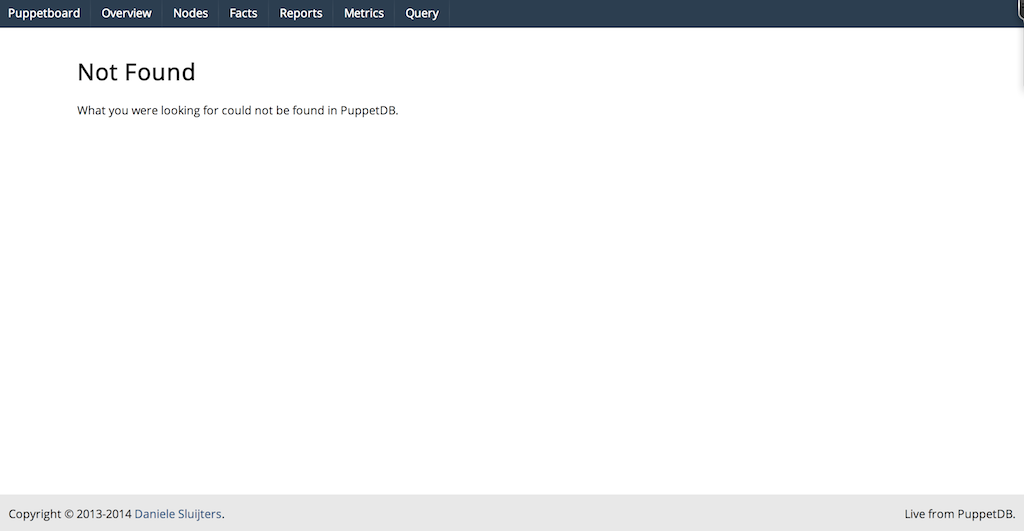 Puppetboard Overview Nodes Facts Reports Metrics Query
Not Found
What you were looking for could not be found in PuppetDB.
Copyright © 2013-2014 Daniele Sluijters. Live from PuppetDB.